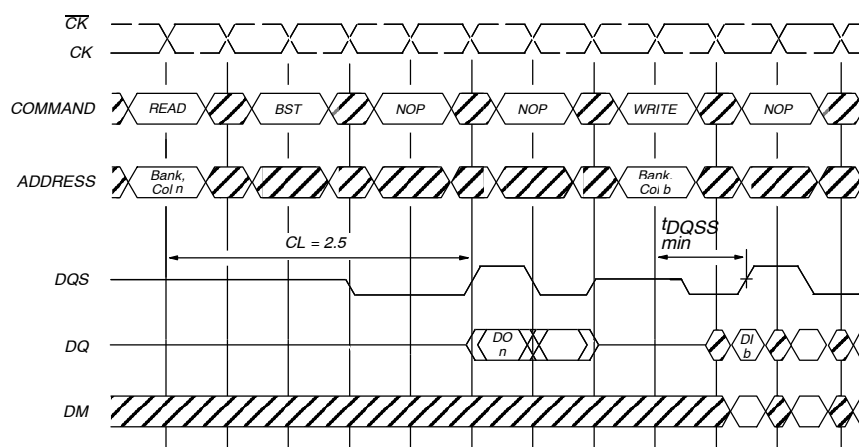 CK
CK
COMMAND READ BST NOP NOP WRITE NOP
ADDRESS Bank, Col n Bank, Col b
CL = 2.5 tDQSS min
DQS
DQ DO n DI b
DM